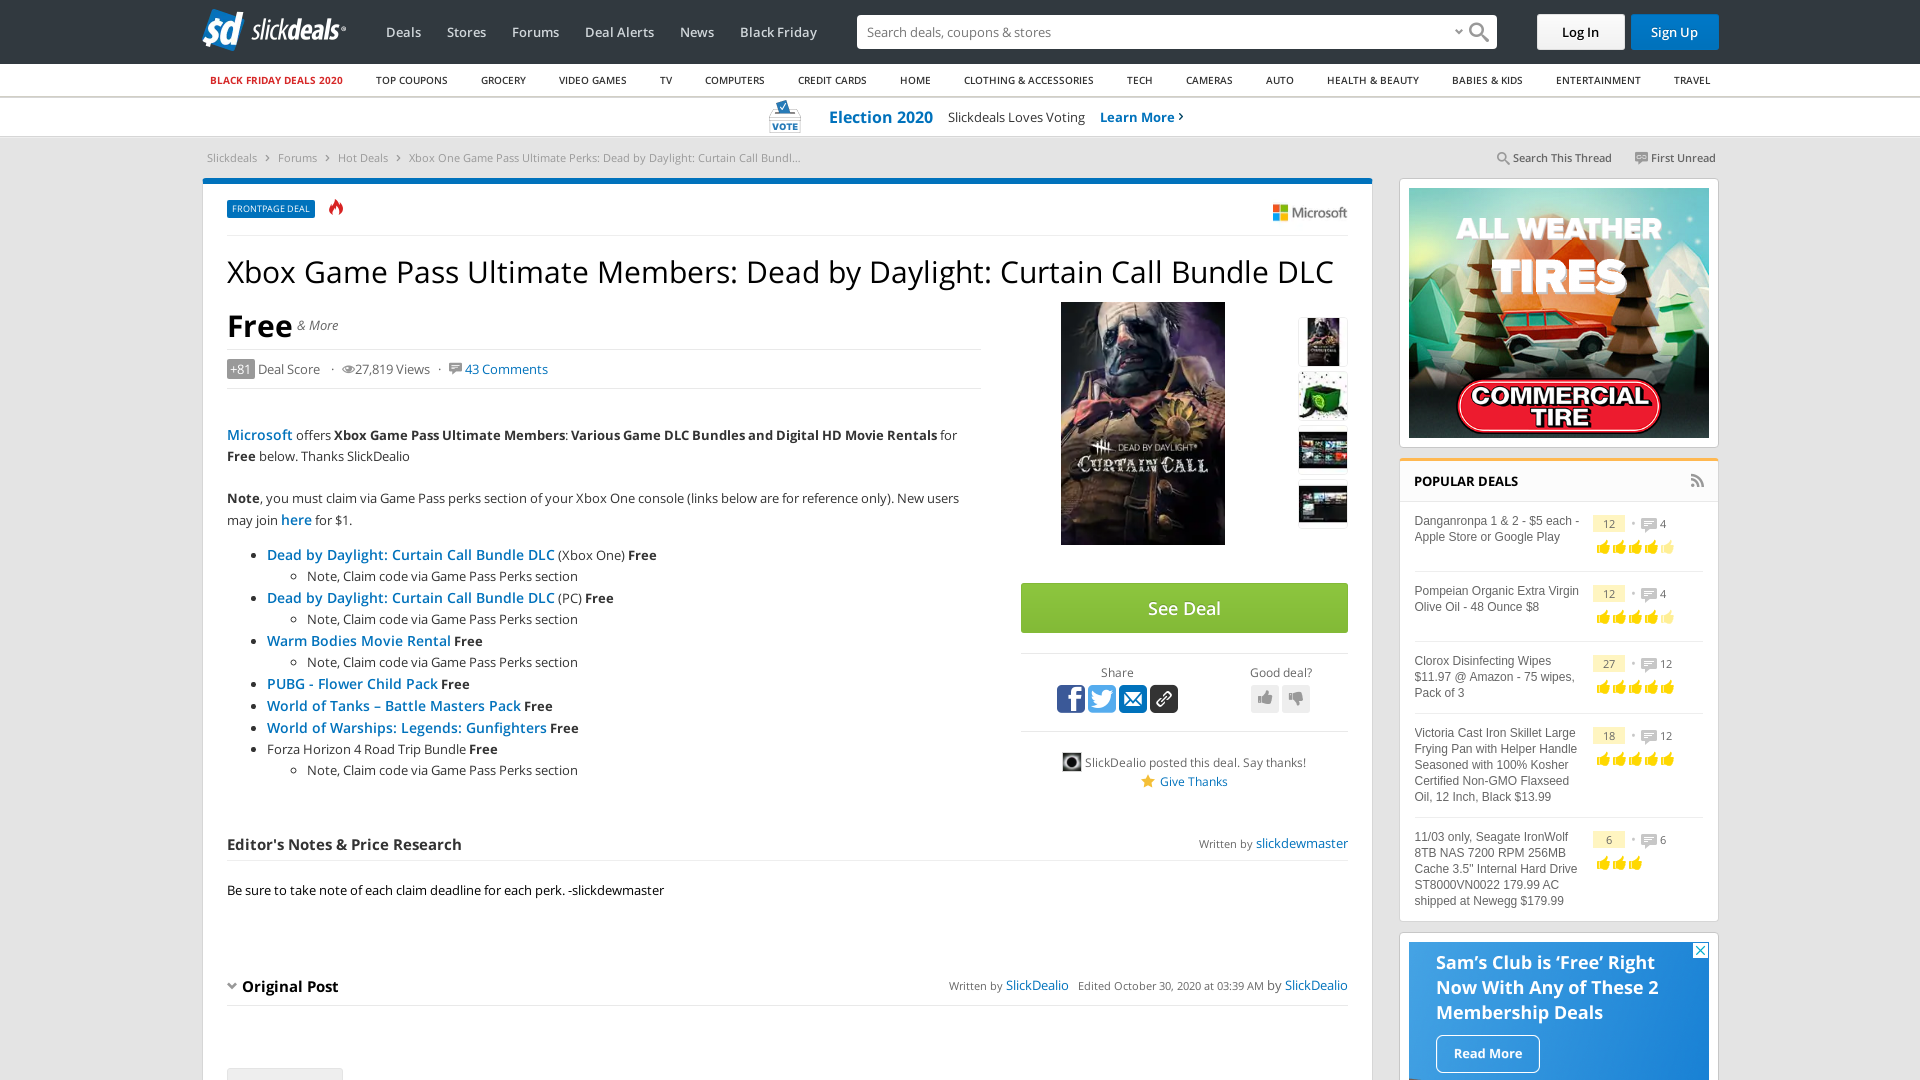 slickdeals
Deals Stores Forums Deal Alerts News Black Friday
Search deals, coupons & shopping
Log In Sign Up
BLACK FRIDAY DEALS 2020 TOP COUPONS GROCERY VIDEO GAMES TV COMPUTERS CREDIT CARDS HOME CLOTHING & ACCESSORIES TECH CAMERAS AUTO HEALTH & BEAUTY BABIES & KIDS ENTERTAINMENT TRAVEL
VOTE Election 2020 Slickdeals Loves Voting Learn More
Slickdeals › Forums › Hot Deals › Xbox One Game Pass Ultimate Perks: Dead by Daylight: Curtain Call Bundl...
Search This Thread First Unread
FRONTPAGE DEAL
Microsoft
Xbox Game Pass Ultimate Members: Dead by Daylight: Curtain Call Bundle DLC
Free & More
+81 Deal Score · 27,819 Views · 43 Comments
Microsoft offers Xbox Game Pass Ultimate Members: Various Game DLC Bundles and Digital HD Movie Rentals for
Free below. Thanks SlickDealio
Note, you must claim via Game Pass perks section of your Xbox One console (links below are for reference only). New users
may join here for $1.
Dead by Daylight: Curtain Call Bundle DLC (Xbox One) Free
Note, Claim code via Game Pass Perks section
Dead by Daylight: Curtain Call Bundle DLC (PC) Free
Note, Claim code via Game Pass Perks section
Warm Bodies Movie Rental Free
Note, Claim code via Game Pass Perks section
PUBG - Flower Child Pack Free
World of Tanks – Battle Masters Pack Free
World of Warships: Legends: Gunfighters Free
Forza Horizon 4 Road Trip Bundle Free
Note, Claim code via Game Pass Perks section
DEAD BY DAYLIGHT
CURTAIN CALL
See Deal
Share
Good deal?
SlickDealio posted this deal. Say thanks!
Give Thanks
Editor's Notes & Price Research
Written by slickdewmaster
Be sure to take note of each claim deadline for each perk. -slickdewmaster
Original Post
Written by SlickDealio Edited October 30, 2020 at 03:39 AM by SlickDealio
ALL WEATHER
TIRES
COMMERCIAL
TIRE
POPULAR DEALS
Danganronpa 1 & 2 - $5 each -
Apple Store or Google Play
12 • 4
Pompeian Organic Extra Virgin
Olive Oil - 48 Ounce $8
12 • 4
Clorox Disinfecting Wipes
$11.97 @ Amazon - 75 wipes,
Pack of 3
27 • 12
Victoria Cast Iron Skillet Large
Frying Pan with Helper Handle
Seasoned with 100% Kosher
Certified Non-GMO Flaxseed
Oil, 12 Inch, Black $13.99
18 • 12
11/03 only, Seagate IronWolf
8TB NAS 7200 RPM 256MB
Cache 3.5" Internal Hard Drive
ST8000VN0022 179.99 AC
shipped at Newegg $179.99
6 • 6
Sam's Club is 'Free' Right
Now With Any of These 2
Membership Deals
Read More